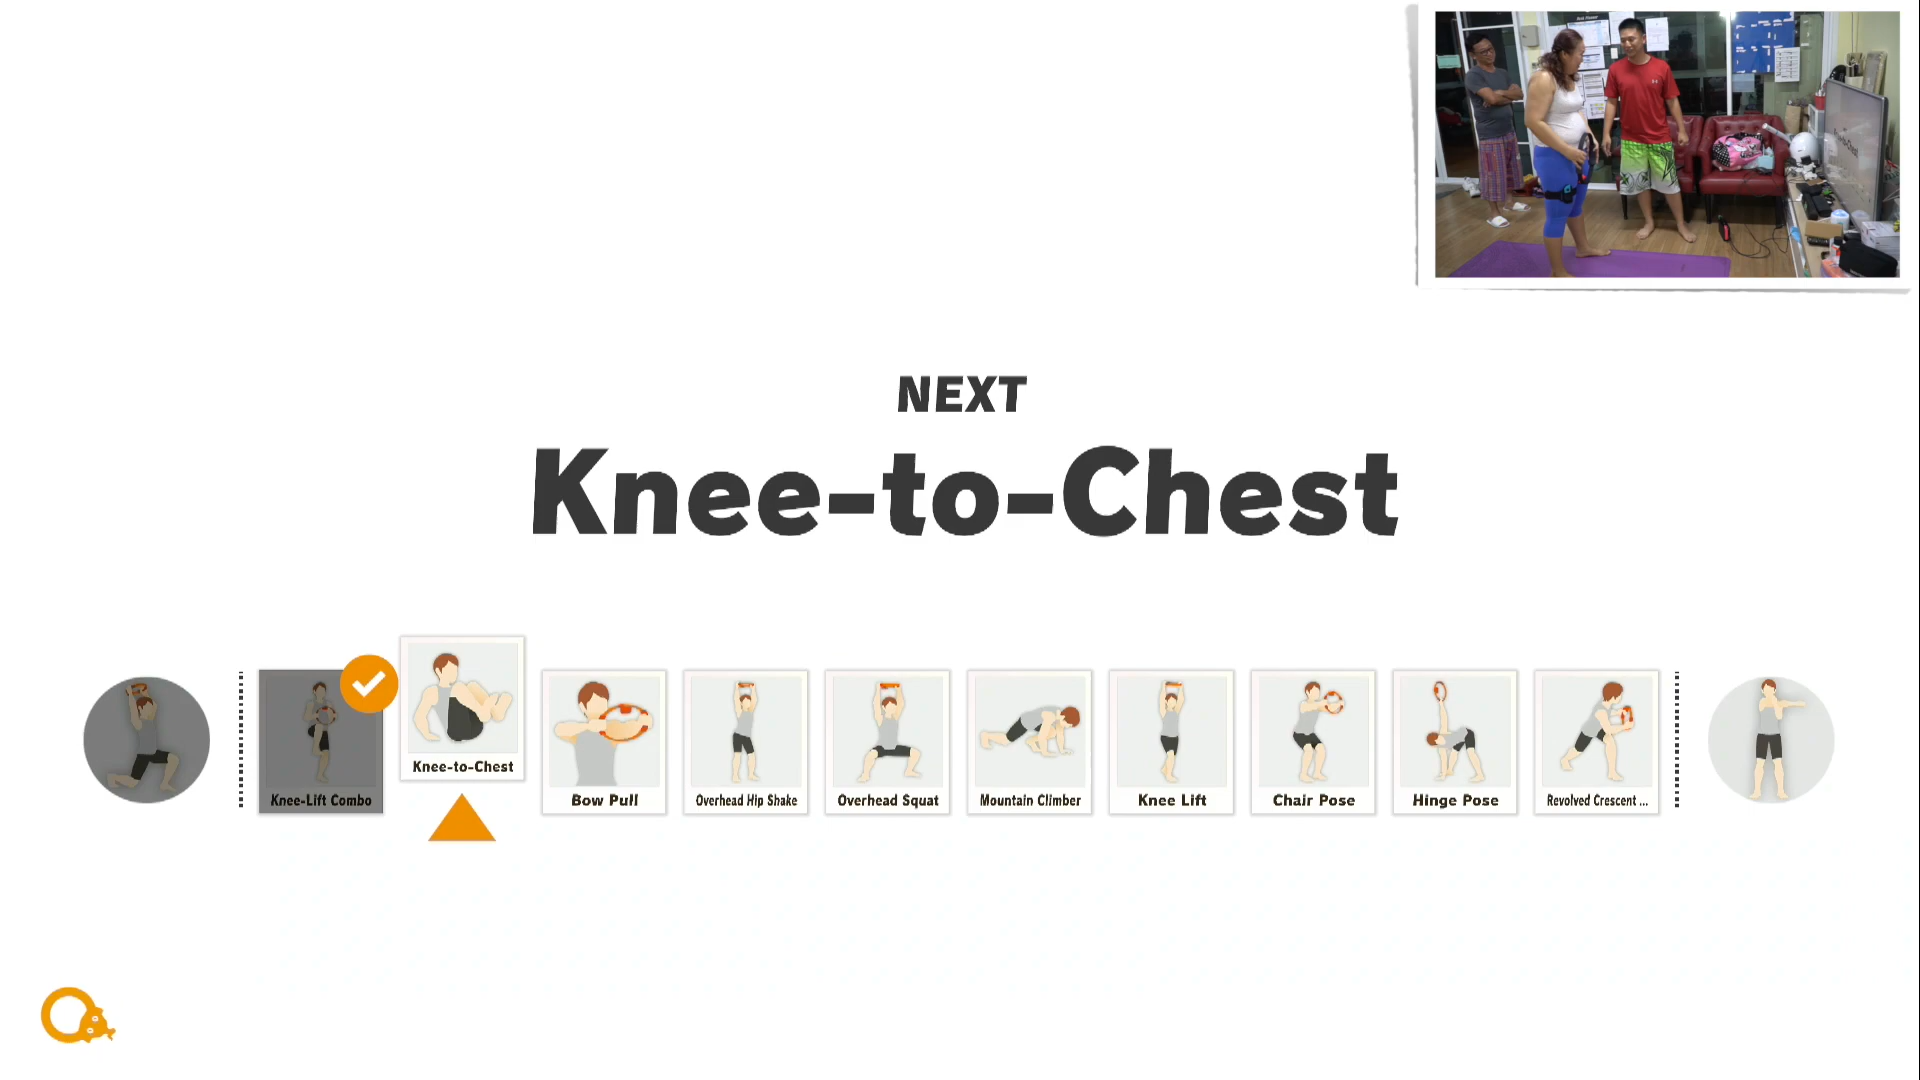 NEXT
Knee-to-Chest
Knee-Lift Combo
Knee-to-Chest
Bow Pull
Overhead Hip Shake
Overhead Squat
Mountain Climber
Knee Lift
Chair Pose
Hinge Pose
Revolved Crescent ...